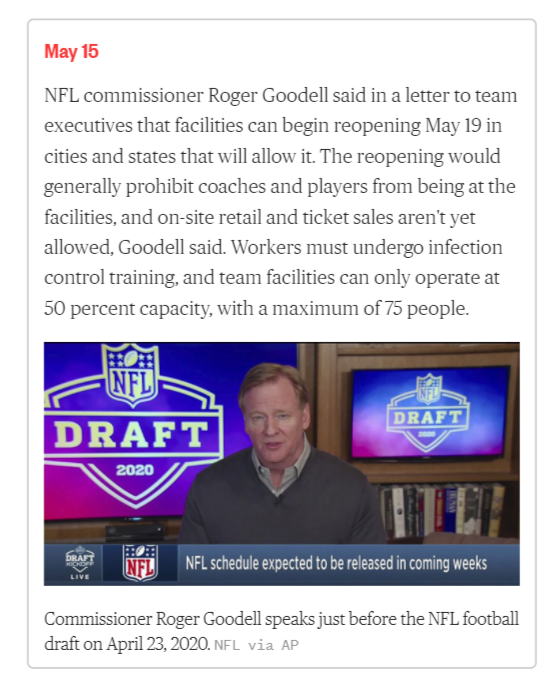 May 15
NFL commissioner Roger Goodell said in a letter to team
executives that facilities can begin reopening May 19 in
cities and states that will allow it. The reopening would
generally prohibit coaches and players from being at the
facilities, and on-site retail and ticket sales aren't yet
allowed, Goodell said. Workers must undergo infection
control training, and team facilities can only operate at
50 percent capacity, with a maximum of 75 people.
NFL
DRAFT
2020
NFL
DRAFT
2020
DRAFT
KICKOFF
LIVE
NFL
NFL schedule expected to be released in coming weeks
Commissioner Roger Goodell speaks just before the NFL football
draft on April 23, 2020. NFL via AP